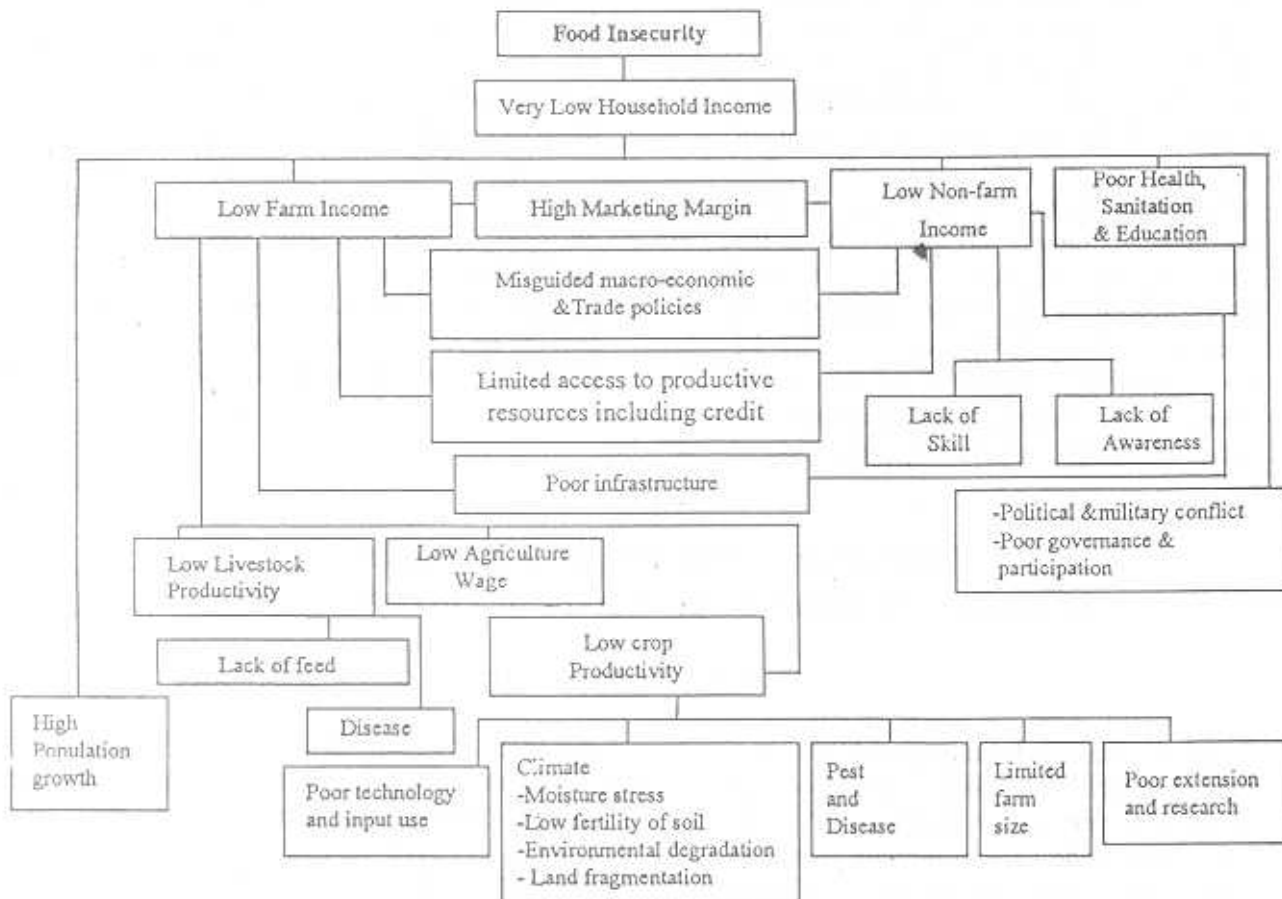 Food Insecurity
Very Low Household Income
Low Farm Income
High Marketing Margin
Low Non-farm
Income
Poor Health,
Sanitation
& Education
Misguided macro-economic
&Trade policies
Limited access to productive
resources including credit
Lack of
Skill
Lack of
Awareness
Poor infrastructure
-Political &military conflict
-Poor governance &
participation
Low Livestock
Productivity
Low Agriculture
Wage
Low crop
Productivity
Lack of feed
High
Population
growth
Disease
Poor technology
and input use
Climate
-Moisture stress
-Low fertility of soil
-Environmental degradation
- Land fragmentation
Pest
and
Disease
Limited
farm
size
Poor extension
and research